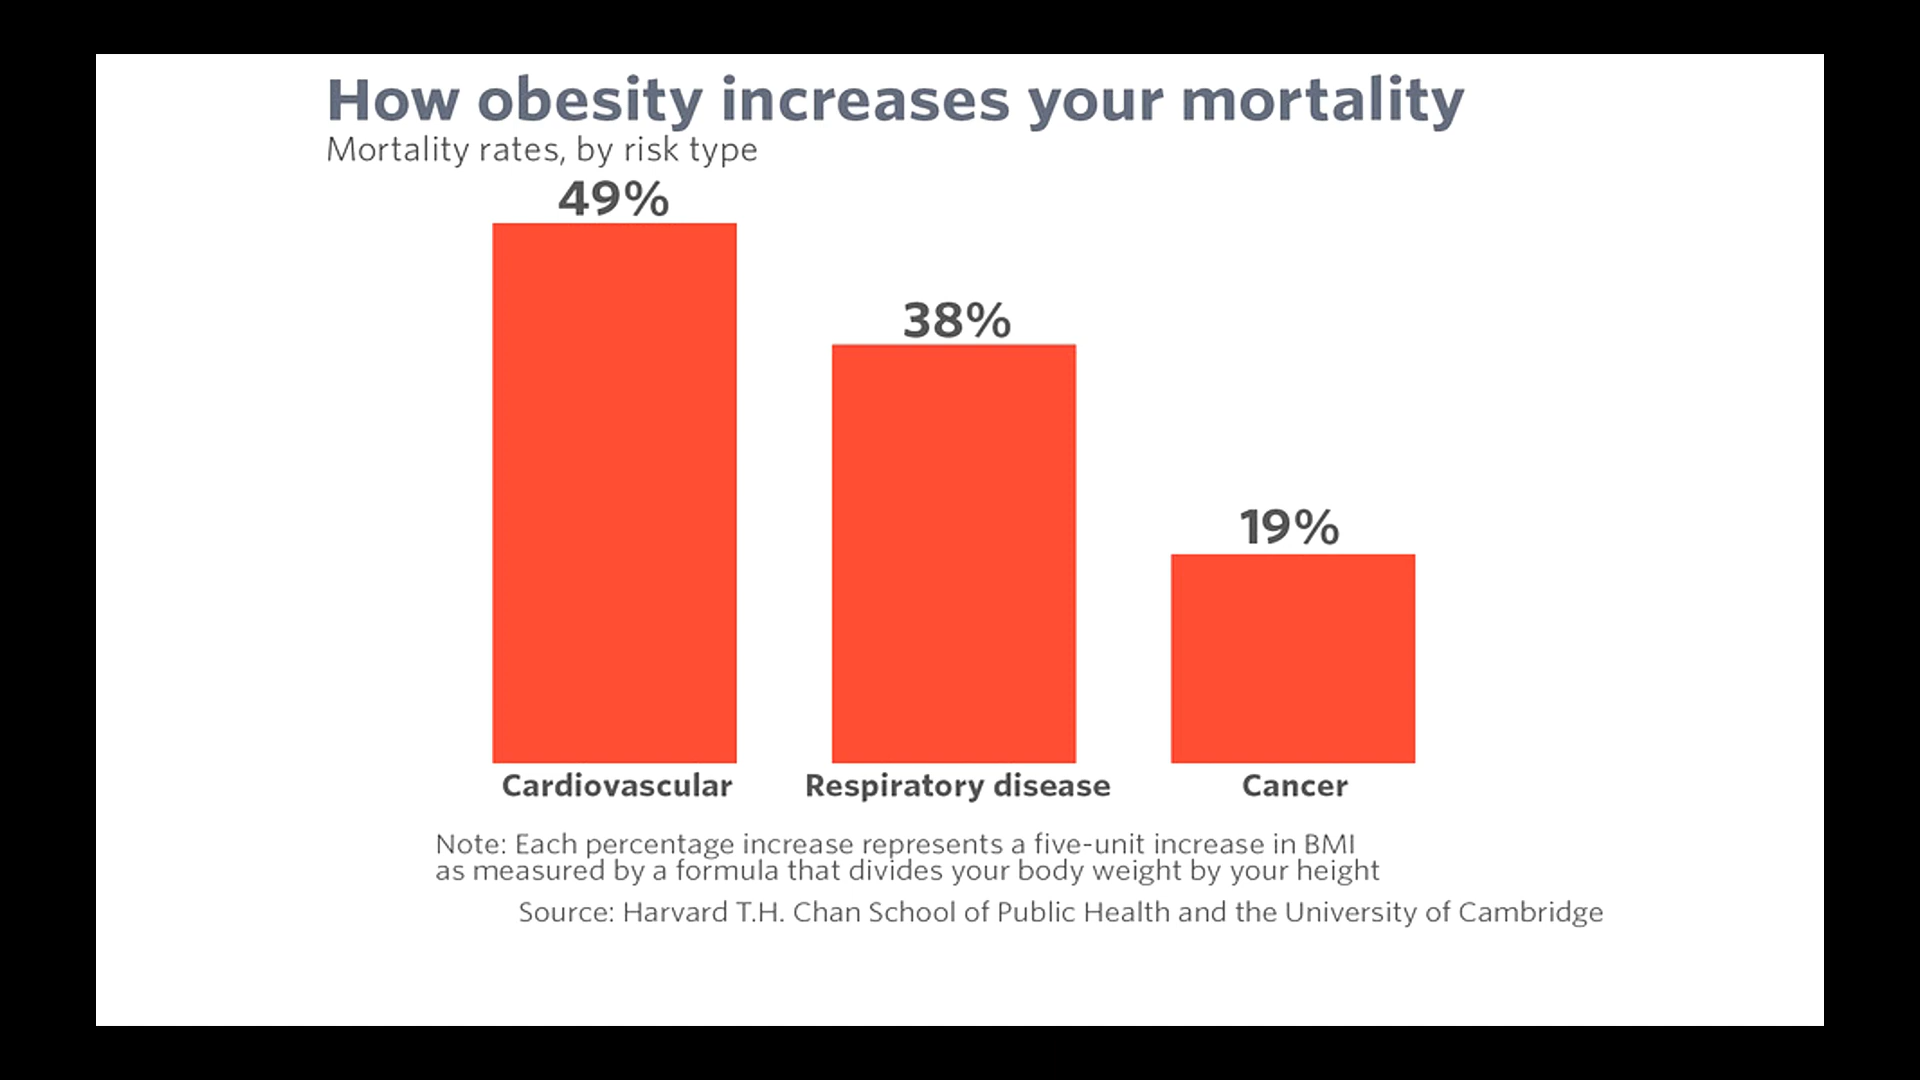 How obesity increases your mortality
Mortality rates, by risk type
49%
38%
19%
Cardiovascular
Respiratory disease
Cancer
Note: Each percentage increase represents a five-unit increase in BMI
as measured by a formula that divides your body weight by your height
Source: Harvard T.H. Chan School of Public Health and the University of Cambridge